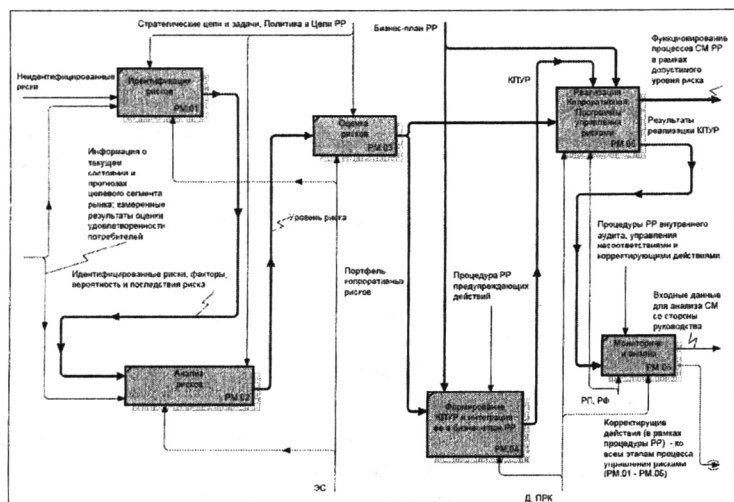 Стратегические цели и задачи, Политика и Цели РР
Бизнес-план РР
Функционирование
процессов СМ РР
в рамках
допустимого
уровня риска
Неидентифицированные
риски
Идентификация
рисков
РМ.01
КПУР
Оценка
рисков
РМ.03
Реализация
Корпоративной
Программы
управления
рисками
Результаты
реализации КПУР
Информация о
текущем
состоянии и
прогнозах
целевого сегмента
рынка; измеренные
результаты оценки
удовлетворенности
потребителей
Уровень риска
Процедуры РР внутреннего
аудита, управления
несоответствиями и
корректирующими действиями
Идентифицированные риски, факторы,
вероятность и последствия риска
Портфель
корпоративных
рисков
Процедура РР
предупреждающих
действий
Входные данные
для анализа СМ
со стороны
руководства
Анализ
рисков
РМ.02
Мониторинг
и анализ
РП, РФ
Формирование
КПУР и интеграция
ее в бизнес-план РР
РМ.04
Корректирущие
действия (в рамках
процедуры РР) - ко
всем этапам процесса
управления рисками
(РМ.01 - РМ.06)
ЭС
Д, ПРК